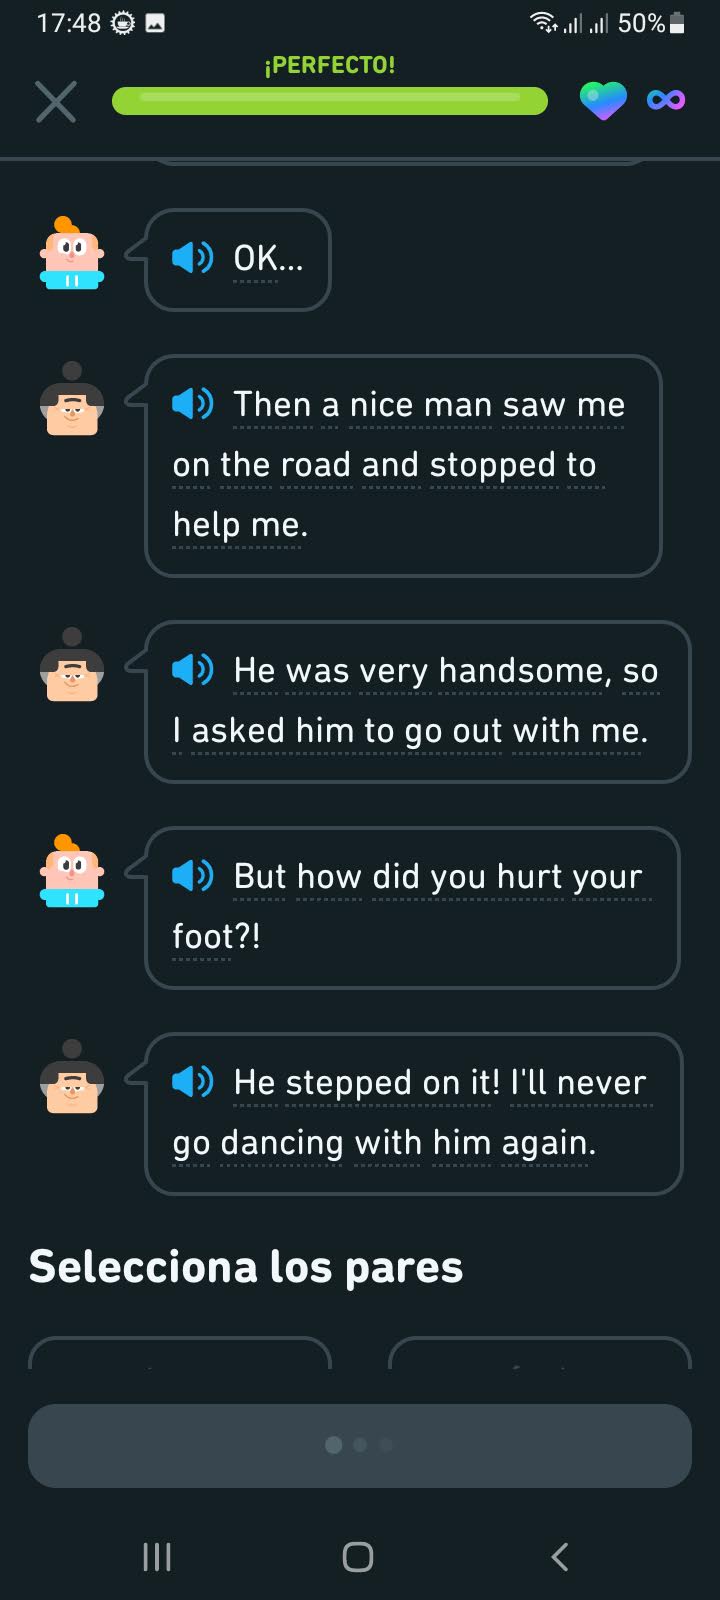 17:48
50%
¡PERFECTO!
OK...
Then a nice man saw me
on the road and stopped to
help me.
He was very handsome, so
I asked him to go out with me.
But how did you hurt your
foot?!
He stepped on it! I'll never
go dancing with him again.
Selecciona los pares